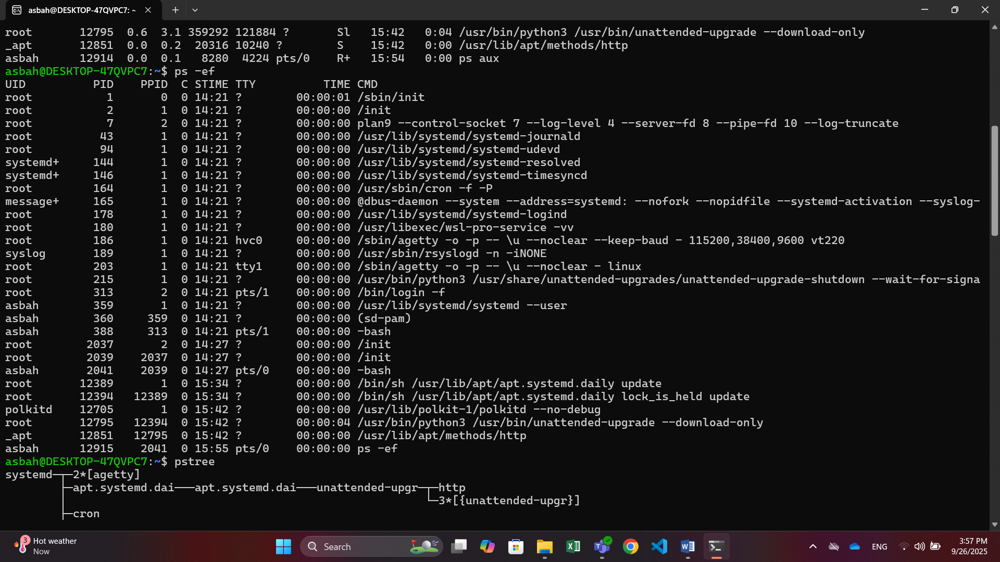 asbah@DESKTOP-47QVPC7: ~
root       12795  0.6  3.1 359292 121884 ?       Sl   15:42   0:04 /usr/bin/python3 /usr/bin/unattended-upgrade --download-only
_apt       12851  0.0  0.2  20316 10240 ?        S    15:42   0:00 /usr/lib/apt/methods/http
asbah      12914  0.0  0.1   8280  4224 pts/0    R+   15:54   0:00 ps aux
asbah@DESKTOP-47QVPC7:~$ ps -ef
UID          PID    PPID  C STIME TTY          TIME CMD
root           1       0  0 14:21 ?        00:00:01 /sbin/init
root           2       1  0 14:21 ?        00:00:00 /init
root           7       2  0 14:21 ?        00:00:00 plan9 --control-socket 7 --log-level 4 --server-fd 8 --pipe-fd 10 --log-truncate
root          43       1  0 14:21 ?        00:00:00 /usr/lib/systemd/systemd-journald
root          94       1  0 14:21 ?        00:00:00 /usr/lib/systemd/systemd-udevd
systemd+     144       1  0 14:21 ?        00:00:00 /usr/lib/systemd/systemd-resolved
systemd+     146       1  0 14:21 ?        00:00:00 /usr/lib/systemd/systemd-timesyncd
root         164       1  0 14:21 ?        00:00:00 /usr/sbin/cron -f -P
message+     165       1  0 14:21 ?        00:00:00 @dbus-daemon --system --address=systemd: --nofork --nopidfile --systemd-activation --syslog-
root         178       1  0 14:21 ?        00:00:00 /usr/lib/systemd/systemd-logind
root         180       1  0 14:21 ?        00:00:00 /usr/libexec/wsl-pro-service -vv
root         186       1  0 14:21 hvc0     00:00:00 /sbin/agetty -o -p -- \u --noclear --keep-baud - 115200,38400,9600 vt220
syslog       189       1  0 14:21 ?        00:00:00 /usr/sbin/rsyslogd -n -iNONE
root         203       1  0 14:21 tty1     00:00:00 /sbin/agetty -o -p -- \u --noclear - linux
root         215       1  0 14:21 ?        00:00:00 /usr/bin/python3 /usr/share/unattended-upgrades/unattended-upgrade-shutdown --wait-for-signa
root         313       2  0 14:21 pts/1    00:00:00 /bin/login -f
asbah        359       1  0 14:21 ?        00:00:00 /usr/lib/systemd/systemd --user
asbah        360     359  0 14:21 ?        00:00:00 (sd-pam)
asbah        388     313  0 14:21 pts/1    00:00:00 -bash
root        2037       2  0 14:27 ?        00:00:00 /init
root        2039    2037  0 14:27 ?        00:00:00 /init
asbah       2041    2039  0 14:27 pts/0    00:00:00 -bash
root       12389       1  0 15:34 ?        00:00:00 /bin/sh /usr/lib/apt/apt.systemd.daily update
root       12394   12389  0 15:34 ?        00:00:00 /bin/sh /usr/lib/apt/apt.systemd.daily lock_is_held update
polkitd    12705       1  0 15:42 ?        00:00:00 /usr/lib/polkit-1/polkitd --no-debug
root       12795   12394  0 15:42 ?        00:00:04 /usr/bin/python3 /usr/bin/unattended-upgrade --download-only
_apt       12851   12795  0 15:42 ?        00:00:00 /usr/lib/apt/methods/http
asbah      12915    2041  0 15:55 pts/0    00:00:00 ps -ef
asbah@DESKTOP-47QVPC7:~$ pstree
systemd─┬─2*[agetty]
        ├─apt.systemd.dai───apt.systemd.dai───unattended-upgr─┬─http
        │                                                     └─3*[{unattended-upgr}]
        ├─cron
3
Hot weather
Now
Search
ENG
3:57 PM
9/26/2025